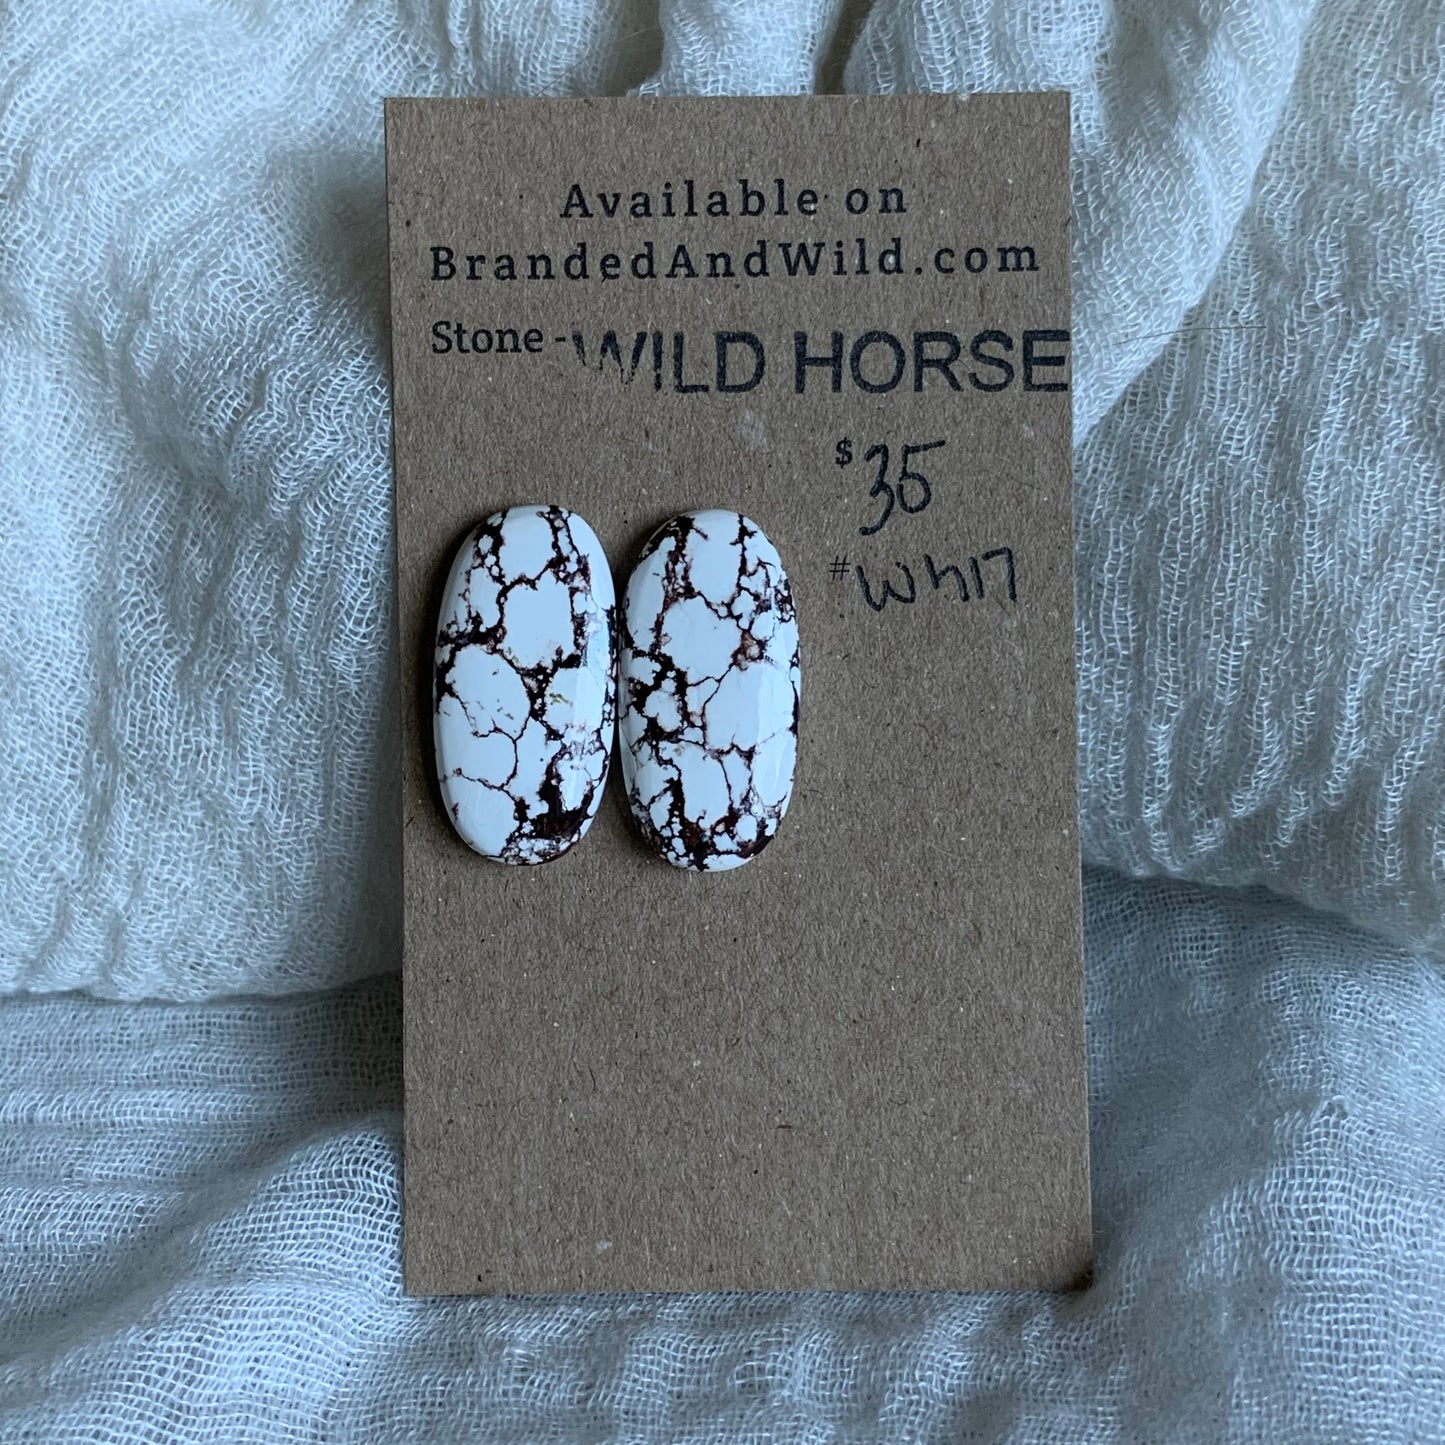 Available on
BrandedAndWild.com
Stone - WILD HORSE
$35
#Wh17